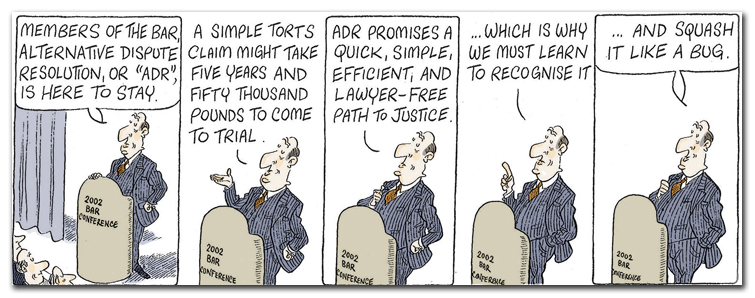 MEMBERS OF THE BAR,
ALTERNATIVE DISPUTE
RESOLUTION, OR "ADR",
IS HERE TO STAY.
2002
BAR
CONFERENCE
A SIMPLE TORTS
CLAIM MIGHT TAKE
FIVE YEARS AND
FIFTY THOUSAND
POUNDS TO COME
TO TRIAL.
2002
BAR
CONFERENCE
ADR PROMISES A
QUICK, SIMPLE,
EFFICIENT, AND
LAWYER-FREE
PATH TO JUSTICE.
2002
BAR
CONFERENCE
...WHICH IS WHY
WE MUST LEARN
TO RECOGNISE IT
2002
BAR
CONFERENCE
... AND SQUASH
IT LIKE A BUG.
2002
BAR
CONFERENCE